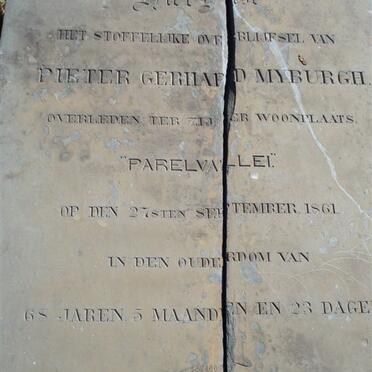 HET STOFFELIJKE OVERBLIJFSEL VAN
PIETER GERHARD MYBURGH.
OVERLEDEN TER ZIJNER WOONPLAATS.
"PARELVALLEI."
OP DEN 27STEN SEPTEMBER, 1861
IN DEN OUDERDOM VAN
68 JAREN 5 MAANDEN EN 23 DAGE